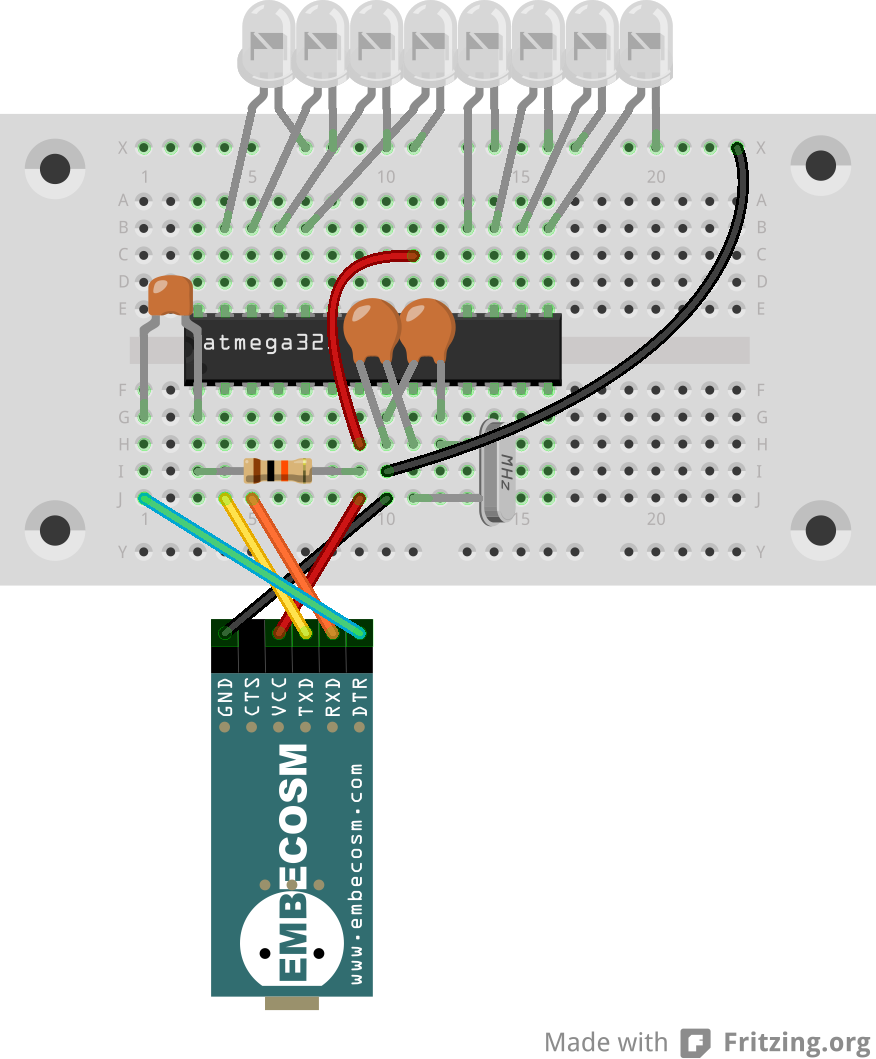 X X
1 5 10 15 20
A A
B B
C C
D D
E E
atmega32
F F
G G
H H
MHz
I I
J J
1 5 10 15 20
Y Y
GND CTS VCC TXD RXD DTR
EMBECOSM
www.embecosm.com
Made with Fritzing.org